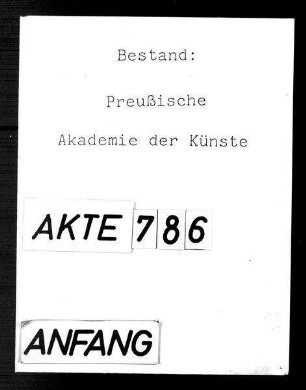 Bestand:
Preußische
Akademie der Künste
AKTE 786
ANFANG